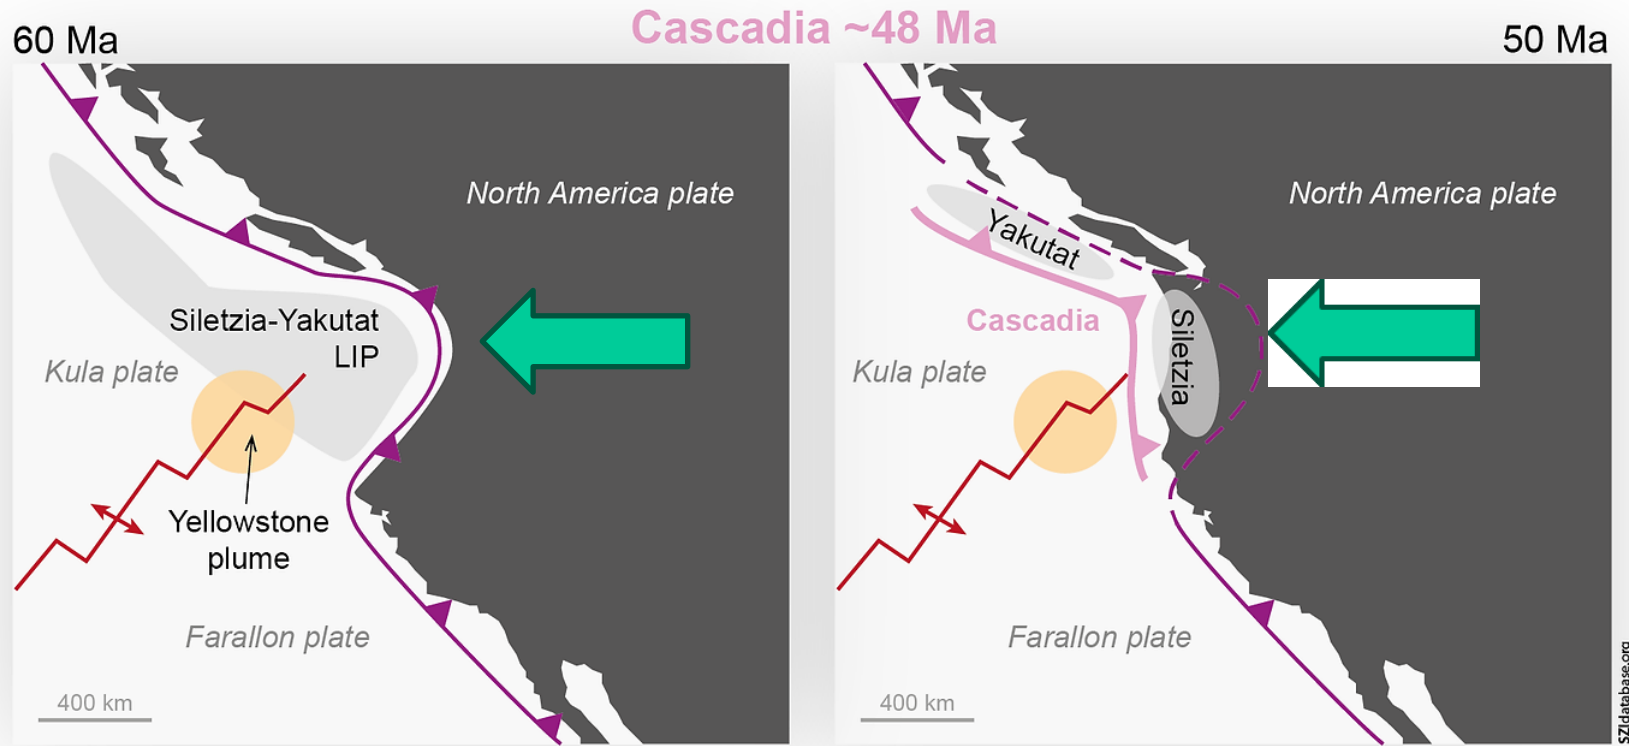 Cascadia ~48 Ma
60 Ma
North America plate
Siletzia-Yakutat
LIP
Kula plate
Yellowstone
plume
Farallon plate
400 km
50 Ma
North America plate
Yakutat
Cascadia
Siletzia
Kula plate
Farallon plate
400 km
SZIdatabase.org